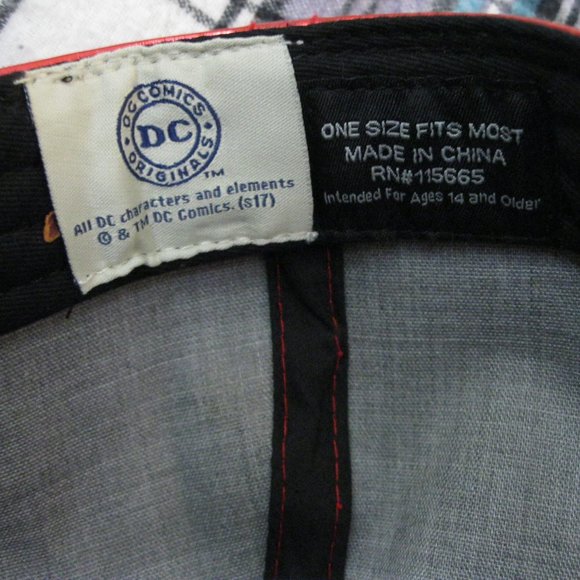 DC COMICS
DC
ORIGINALS
TM
All DC characters and elements
© & TM DC Comics. (s17)
ONE SIZE FITS MOST
MADE IN CHINA
RN#115665
Intended For Ages 14 and Older